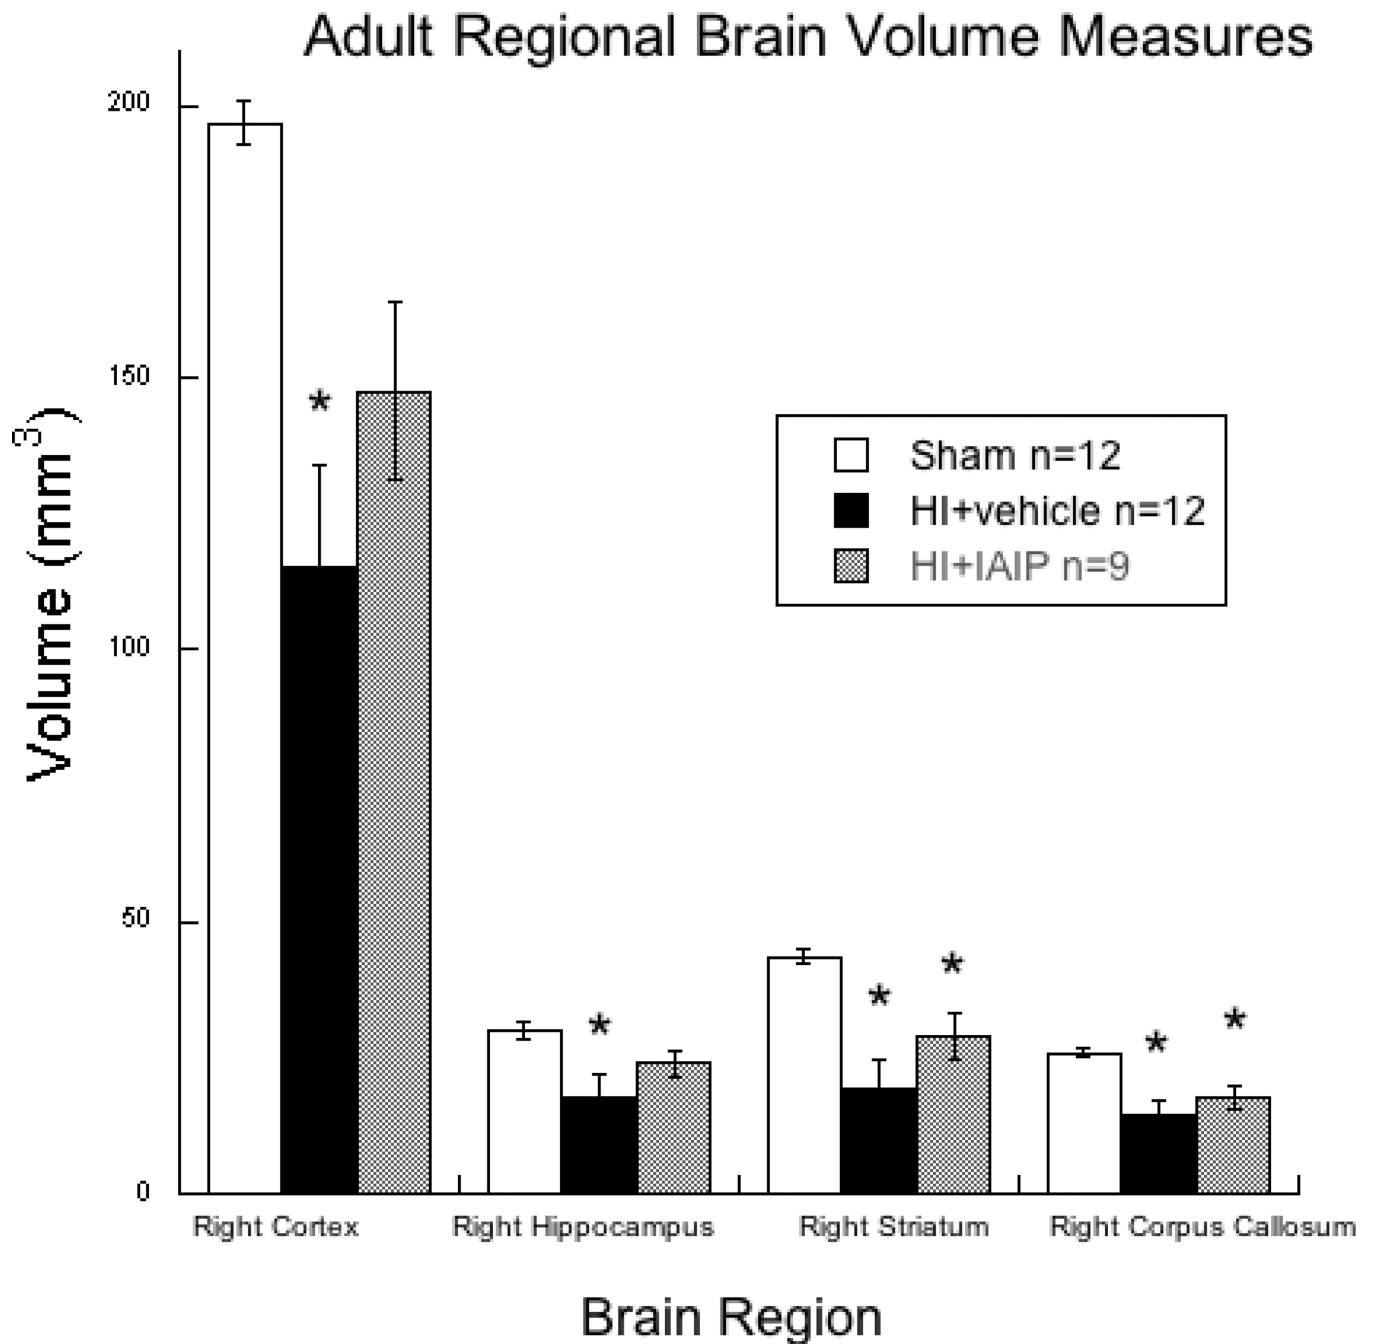 Adult Regional Brain Volume Measures
Volume (mm³)
200
150
100
50
0
*
*
*
*
*
*
Sham n=12
HI+vehicle n=12
HI+IAIP n=9
Right Cortex
Right Hippocampus
Right Striatum
Right Corpus Callosum
Brain Region